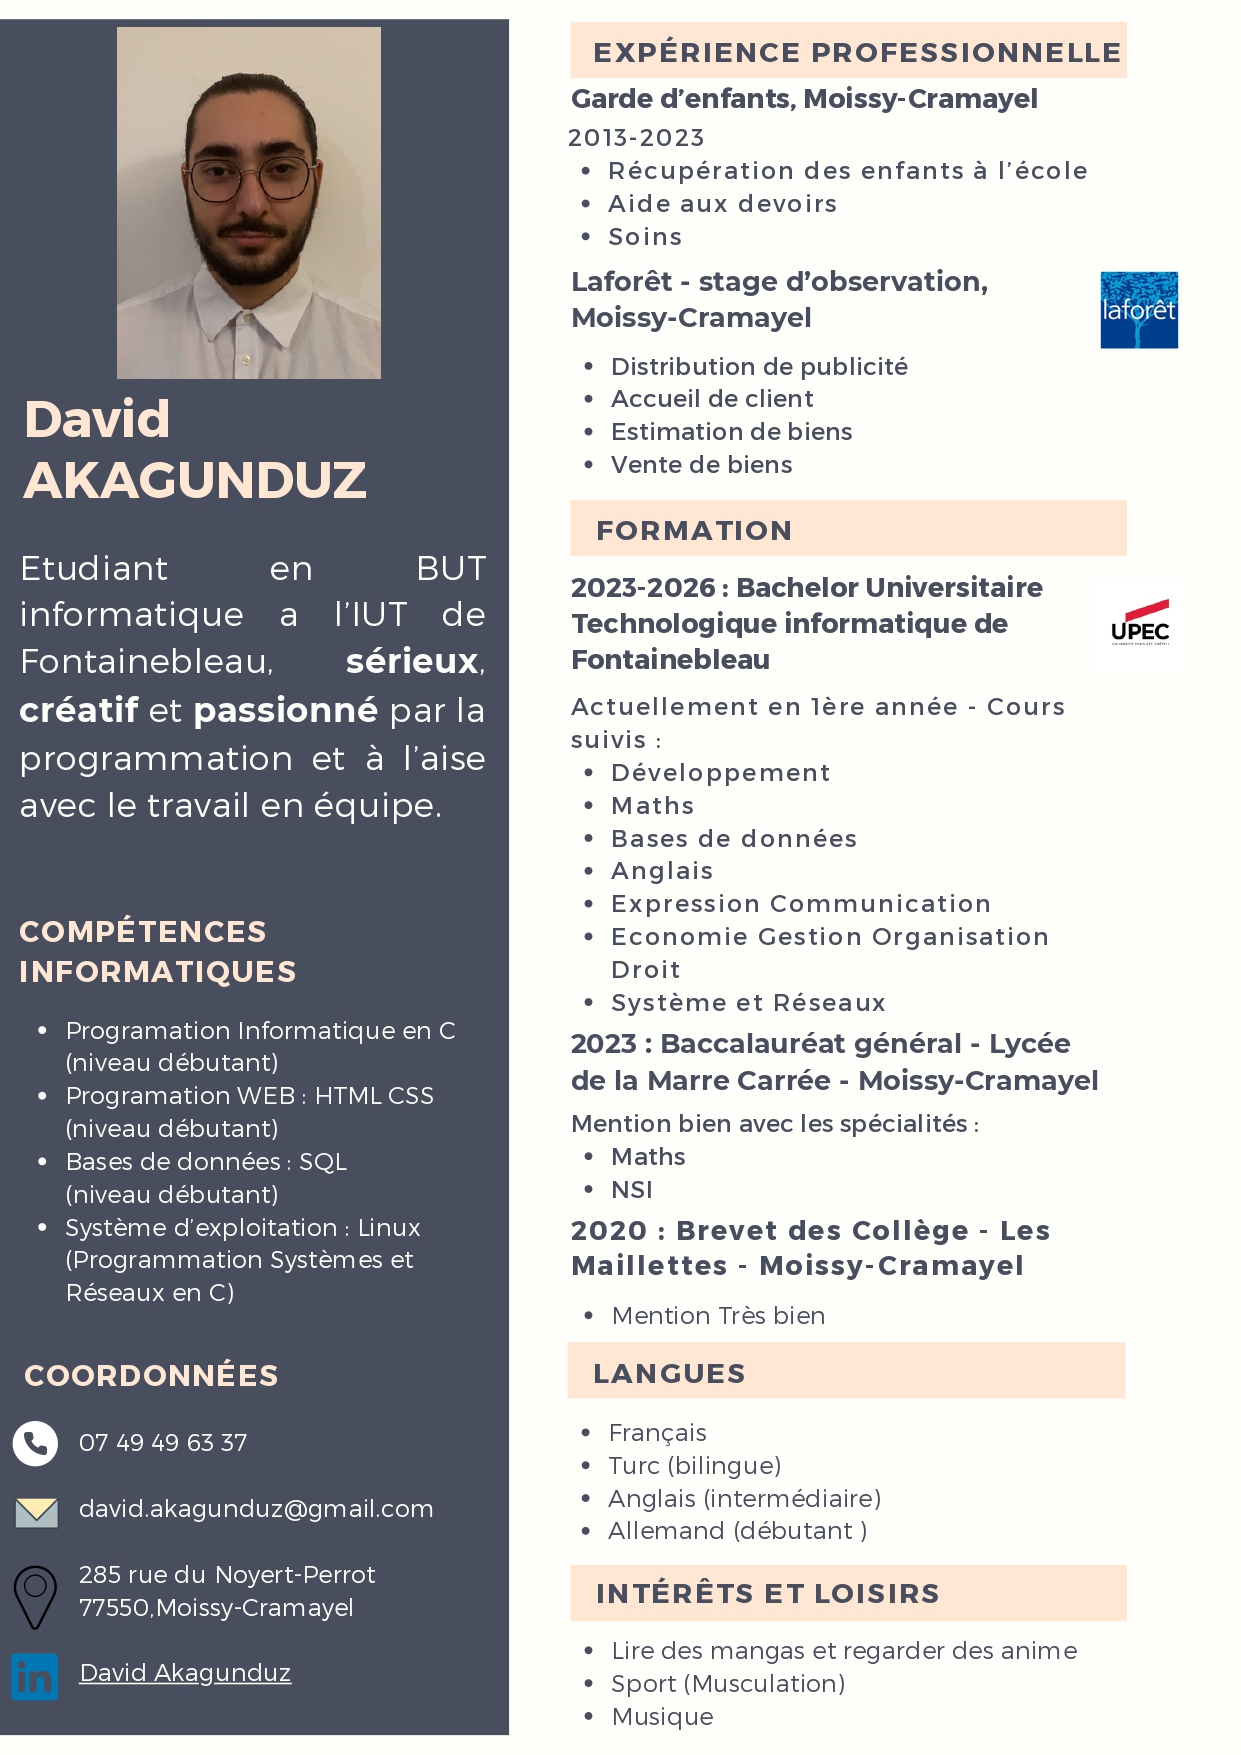 David
AKAGUNDUZ
Etudiant en BUT
informatique a l'IUT de
Fontainebleau, sérieux,
créatif et passionné par la
programmation et à l'aise
avec le travail en équipe.
COMPÉTENCES
INFORMATIQUES
• Programation Informatique en C
(niveau débutant)
• Programation WEB : HTML CSS
(niveau débutant)
• Bases de données : SQL
(niveau débutant)
• Système d'exploitation : Linux
(Programmation Systèmes et
Réseaux en C)
COORDONNÉES
07 49 49 63 37
david.akagunduz@gmail.com
285 rue du Noyert-Perrot
77550,Moissy-Cramayel
in
David Akagunduz
EXPÉRIENCE PROFESSIONNELLE
Garde d'enfants, Moissy-Cramayel
2013-2023
• Récupération des enfants à l'école
• Aide aux devoirs
• Soins
Laforêt - stage d'observation,
Moissy-Cramayel
laforêt
• Distribution de publicité
• Accueil de client
• Estimation de biens
• Vente de biens
FORMATION
2023-2026 : Bachelor Universitaire
Technologique informatique de
Fontainebleau
UPEC
Actuellement en 1ère année - Cours
suivis :
• Développement
• Maths
• Bases de données
• Anglais
• Expression Communication
• Economie Gestion Organisation
Droit
• Système et Réseaux
2023 : Baccalauréat général - Lycée
de la Marre Carrée - Moissy-Cramayel
Mention bien avec les spécialités :
• Maths
• NSI
2020 : Brevet des Collège - Les
Maillettes - Moissy-Cramayel
• Mention Très bien
LANGUES
• Français
• Turc (bilingue)
• Anglais (intermédiaire)
• Allemand (débutant )
INTÉRÊTS ET LOISIRS
• Lire des mangas et regarder des anime
• Sport (Musculation)
• Musique